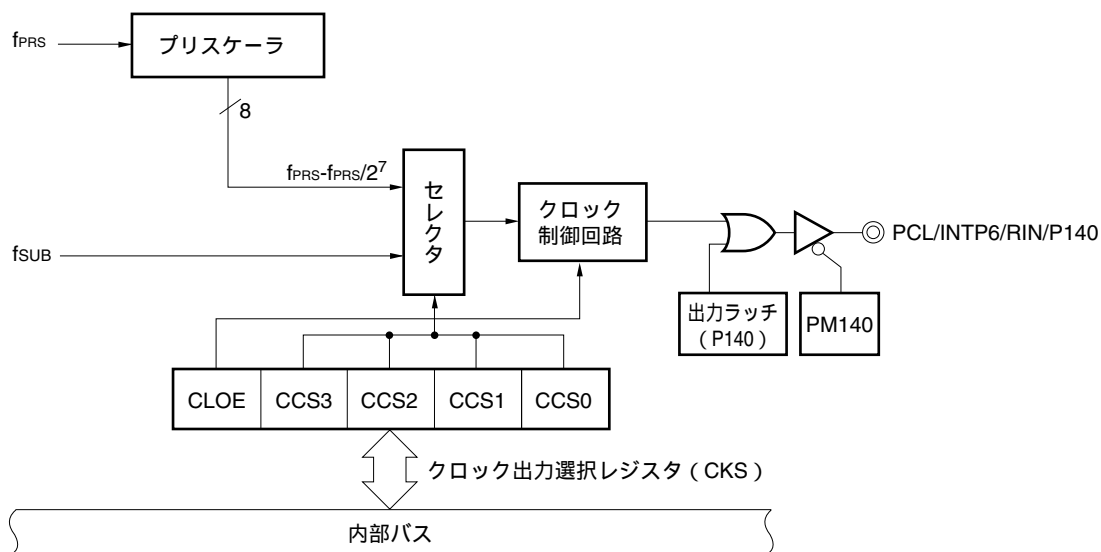 fPRS
プリスケーラ
8
fPRS-fPRS/2⁷
fSUB
セレクタ
クロック
制御回路
PCL/INTP6/RIN/P140
出力ラッチ
(P140)
PM140
CLOE CCS3 CCS2 CCS1 CCS0
クロック出力選択レジスタ(CKS)
内部バス